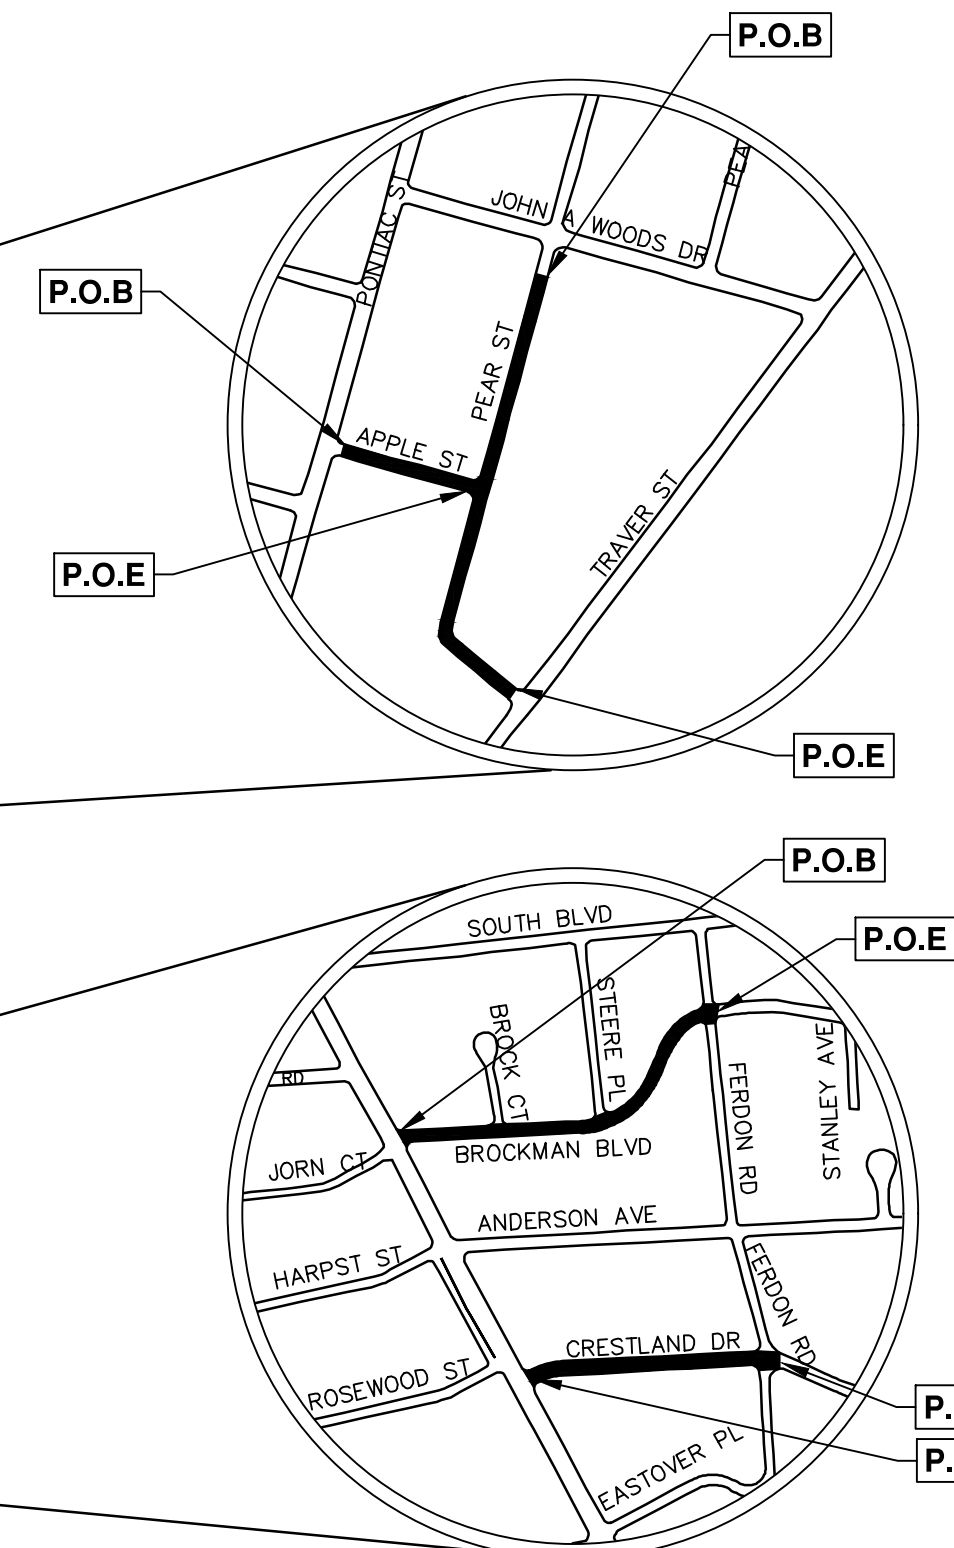 P.O.B
PEA
JOHN A WOODS DR
PONTIAC ST
P.O.B
PEAR ST
APPLE ST
TRAVER ST
P.O.E
P.O.E
P.O.B
SOUTH BLVD
P.O.E
BROCK CT
STEERE PL
STANLEY AVE
RD
FERDON RD
BROCKMAN BLVD
JORN CT
ANDERSON AVE
HARPST ST
FERDON RD
CRESTLAND DR
ROSEWOOD ST
P.
P.
EASTOVER PL